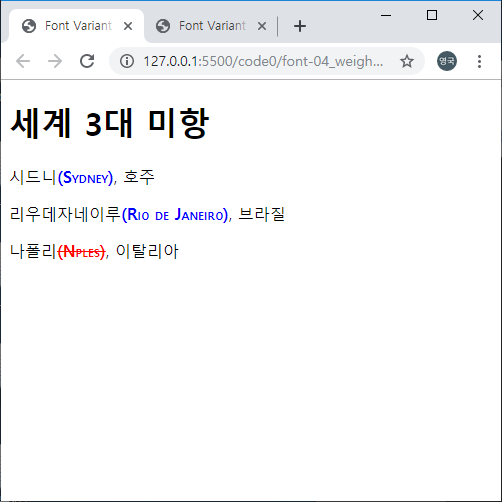 Font Variant
Font Variant
127.0.0.1:5500/code0/font-04_weigh...
영국
세계 3대 미항
시드니(Sydney), 호주
리우데자네이루(Rio de Janeiro), 브라질
나폴리(Nples), 이탈리아